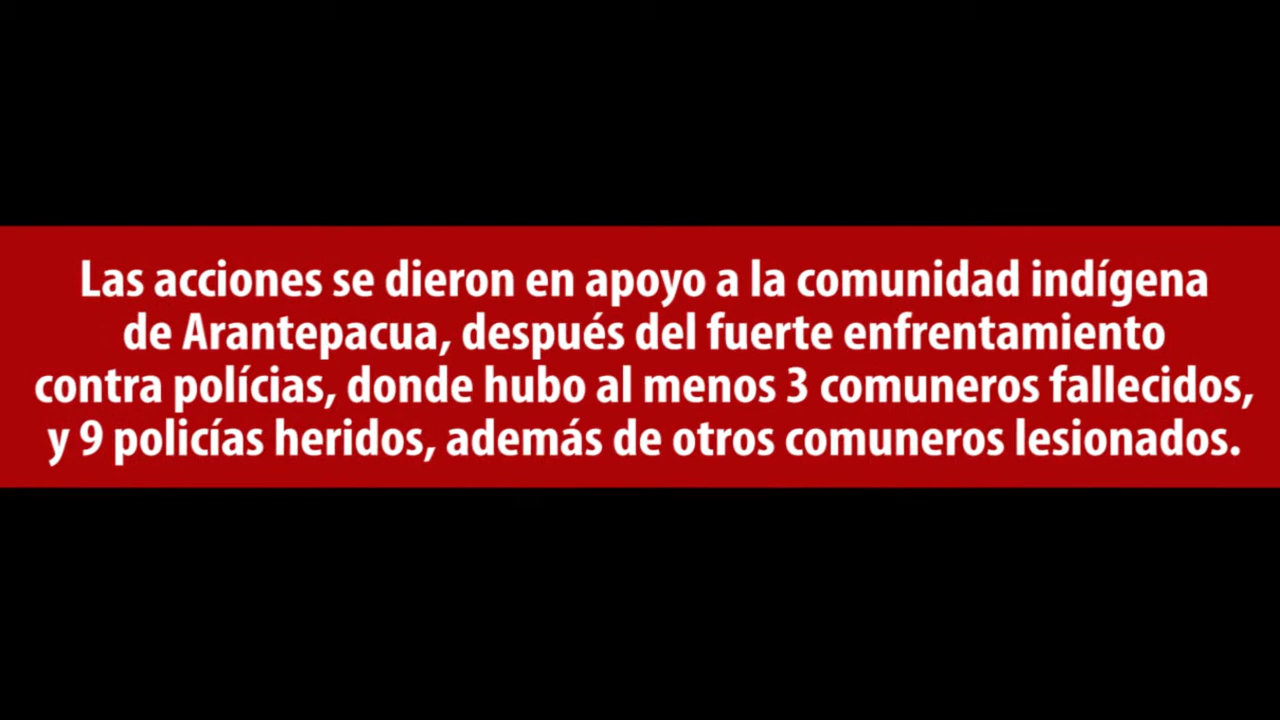 Las acciones se dieron en apoyo a la comunidad indígena
de Arantepacua, después del fuerte enfrentamiento
contra polícias, donde hubo al menos 3 comuneros fallecidos,
y 9 policías heridos, además de otros comuneros lesionados.